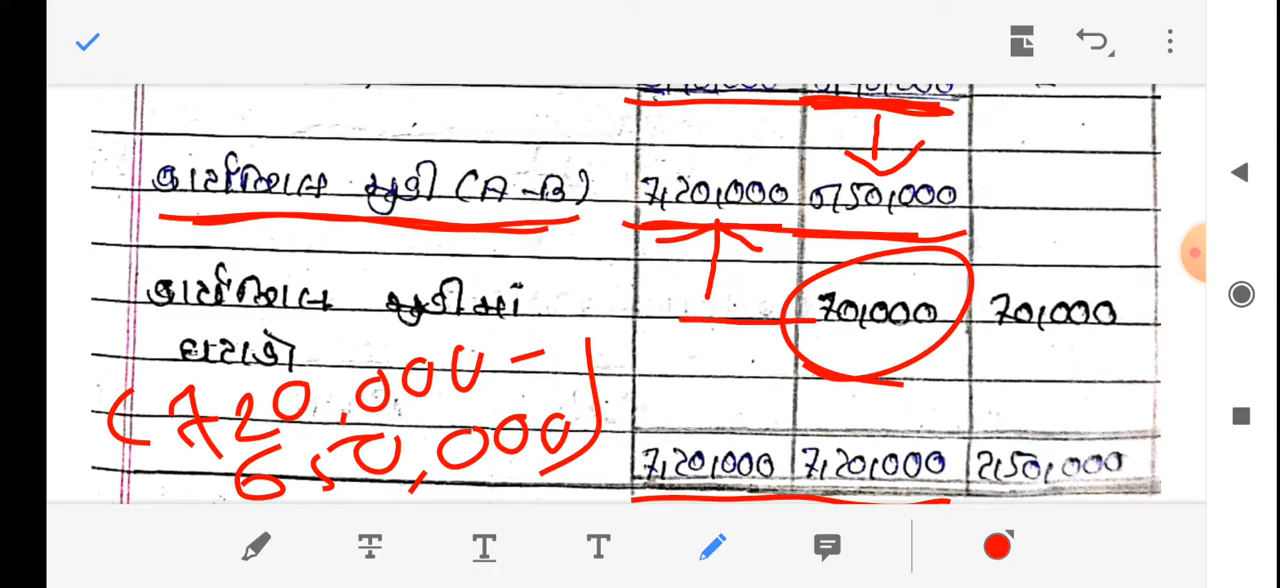 કાર્યશિલ મૂડી (A-B) 7,20,000 6,50,000
કાર્યશિલ મૂડીમાં 70,000 70,000
ઘટાડો
(720,000 -
650,000)
7,20,000 7,20,000 2,50,000